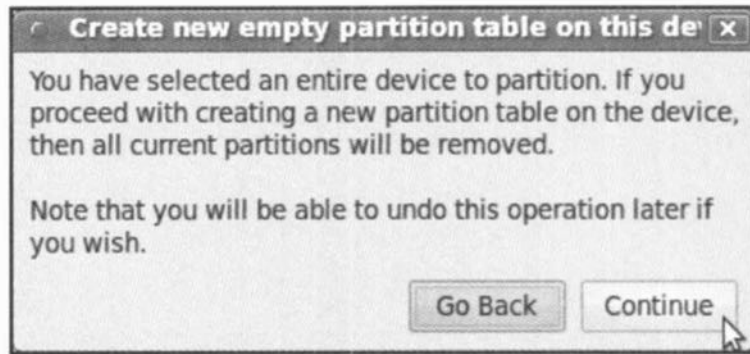 Create new empty partition table on this de
You have selected an entire device to partition. If you
proceed with creating a new partition table on the device,
then all current partitions will be removed.
Note that you will be able to undo this operation later if
you wish.
Go Back
Continue